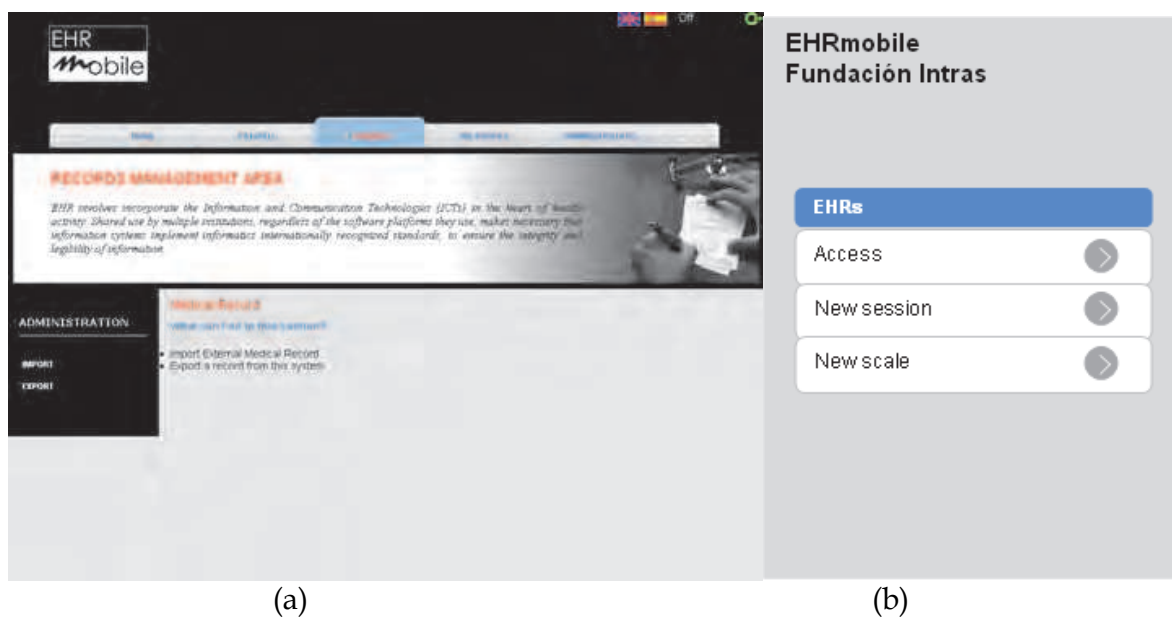 EHR
mobile
Off
RECORDS MANAGEMENT AREA
EHR involves incorporate the Information and Communication Technologies (ICTs) in the heart of health
activity. Shared use by multiple institutions, regardless of the software platforms they use, makes necessary that
information systems implement informatics internationally recognized standards, to ensure the integrity and
legibility of information
ADMINISTRATION
IMPORT
EXPORT
Medical Record
What can find in this section?
• Import External Medical Record
• Export a record from this system
(a)
EHRmobile
Fundación Intras
EHRs
Access
New session
New scale
(b)